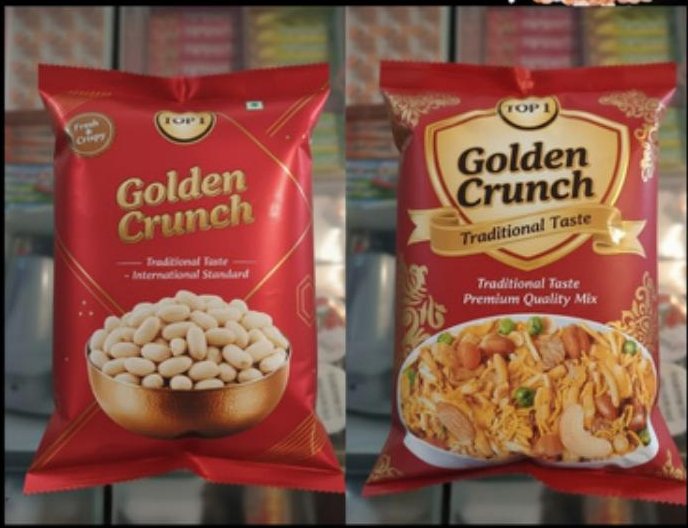 Fresh
&
Crispy
TOP 1
Golden
Crunch
Traditional Taste
- International Standard
TOP 1
Golden
Crunch
Traditional Taste
Traditional Taste
Premium Quality Mix